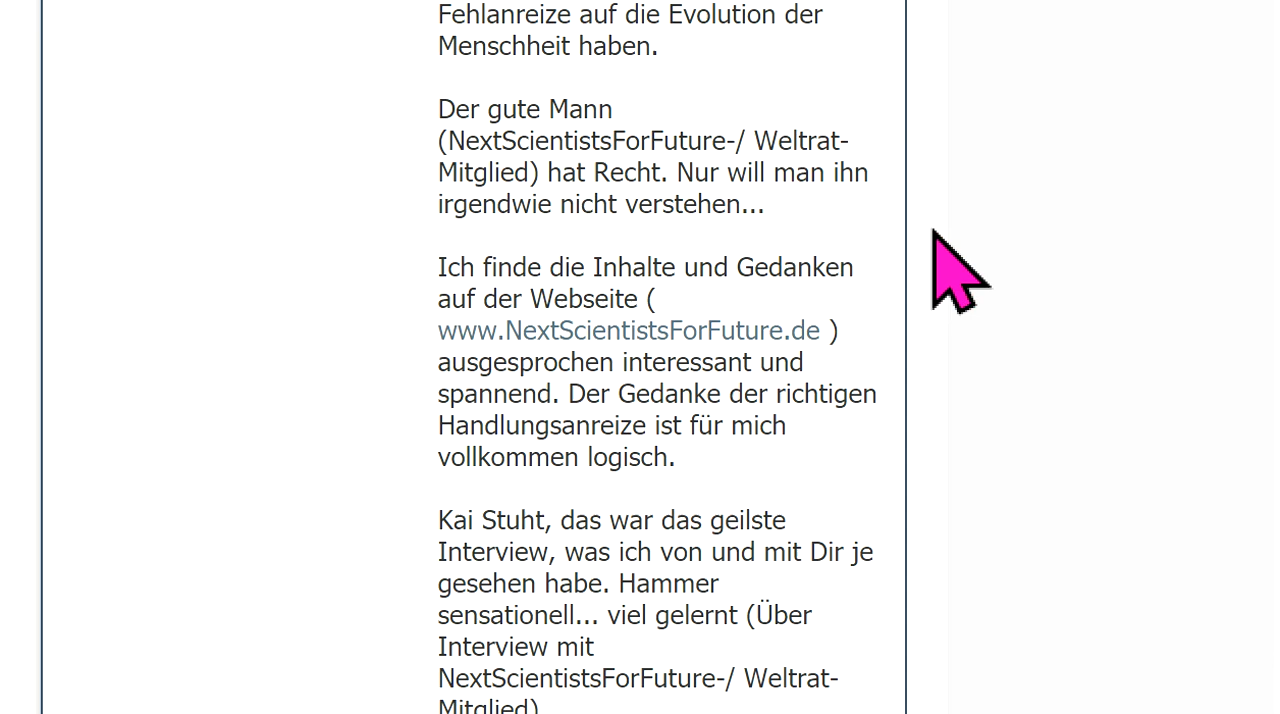 Fehlanreize auf die Evolution der
Menschheit haben.
Der gute Mann
(NextScientistsForFuture-/ Weltrat-
Mitglied) hat Recht. Nur will man ihn
irgendwie nicht verstehen...
Ich finde die Inhalte und Gedanken
auf der Webseite (
www.NextScientistsForFuture.de )
ausgesprochen interessant und
spannend. Der Gedanke der richtigen
Handlungsanreize ist für mich
vollkommen logisch.
Kai Stuht, das war das geilste
Interview, was ich von und mit Dir je
gesehen habe. Hammer
sensationell... viel gelernt (Über
Interview mit
NextScientistsForFuture-/ Weltrat-
Mitglied)